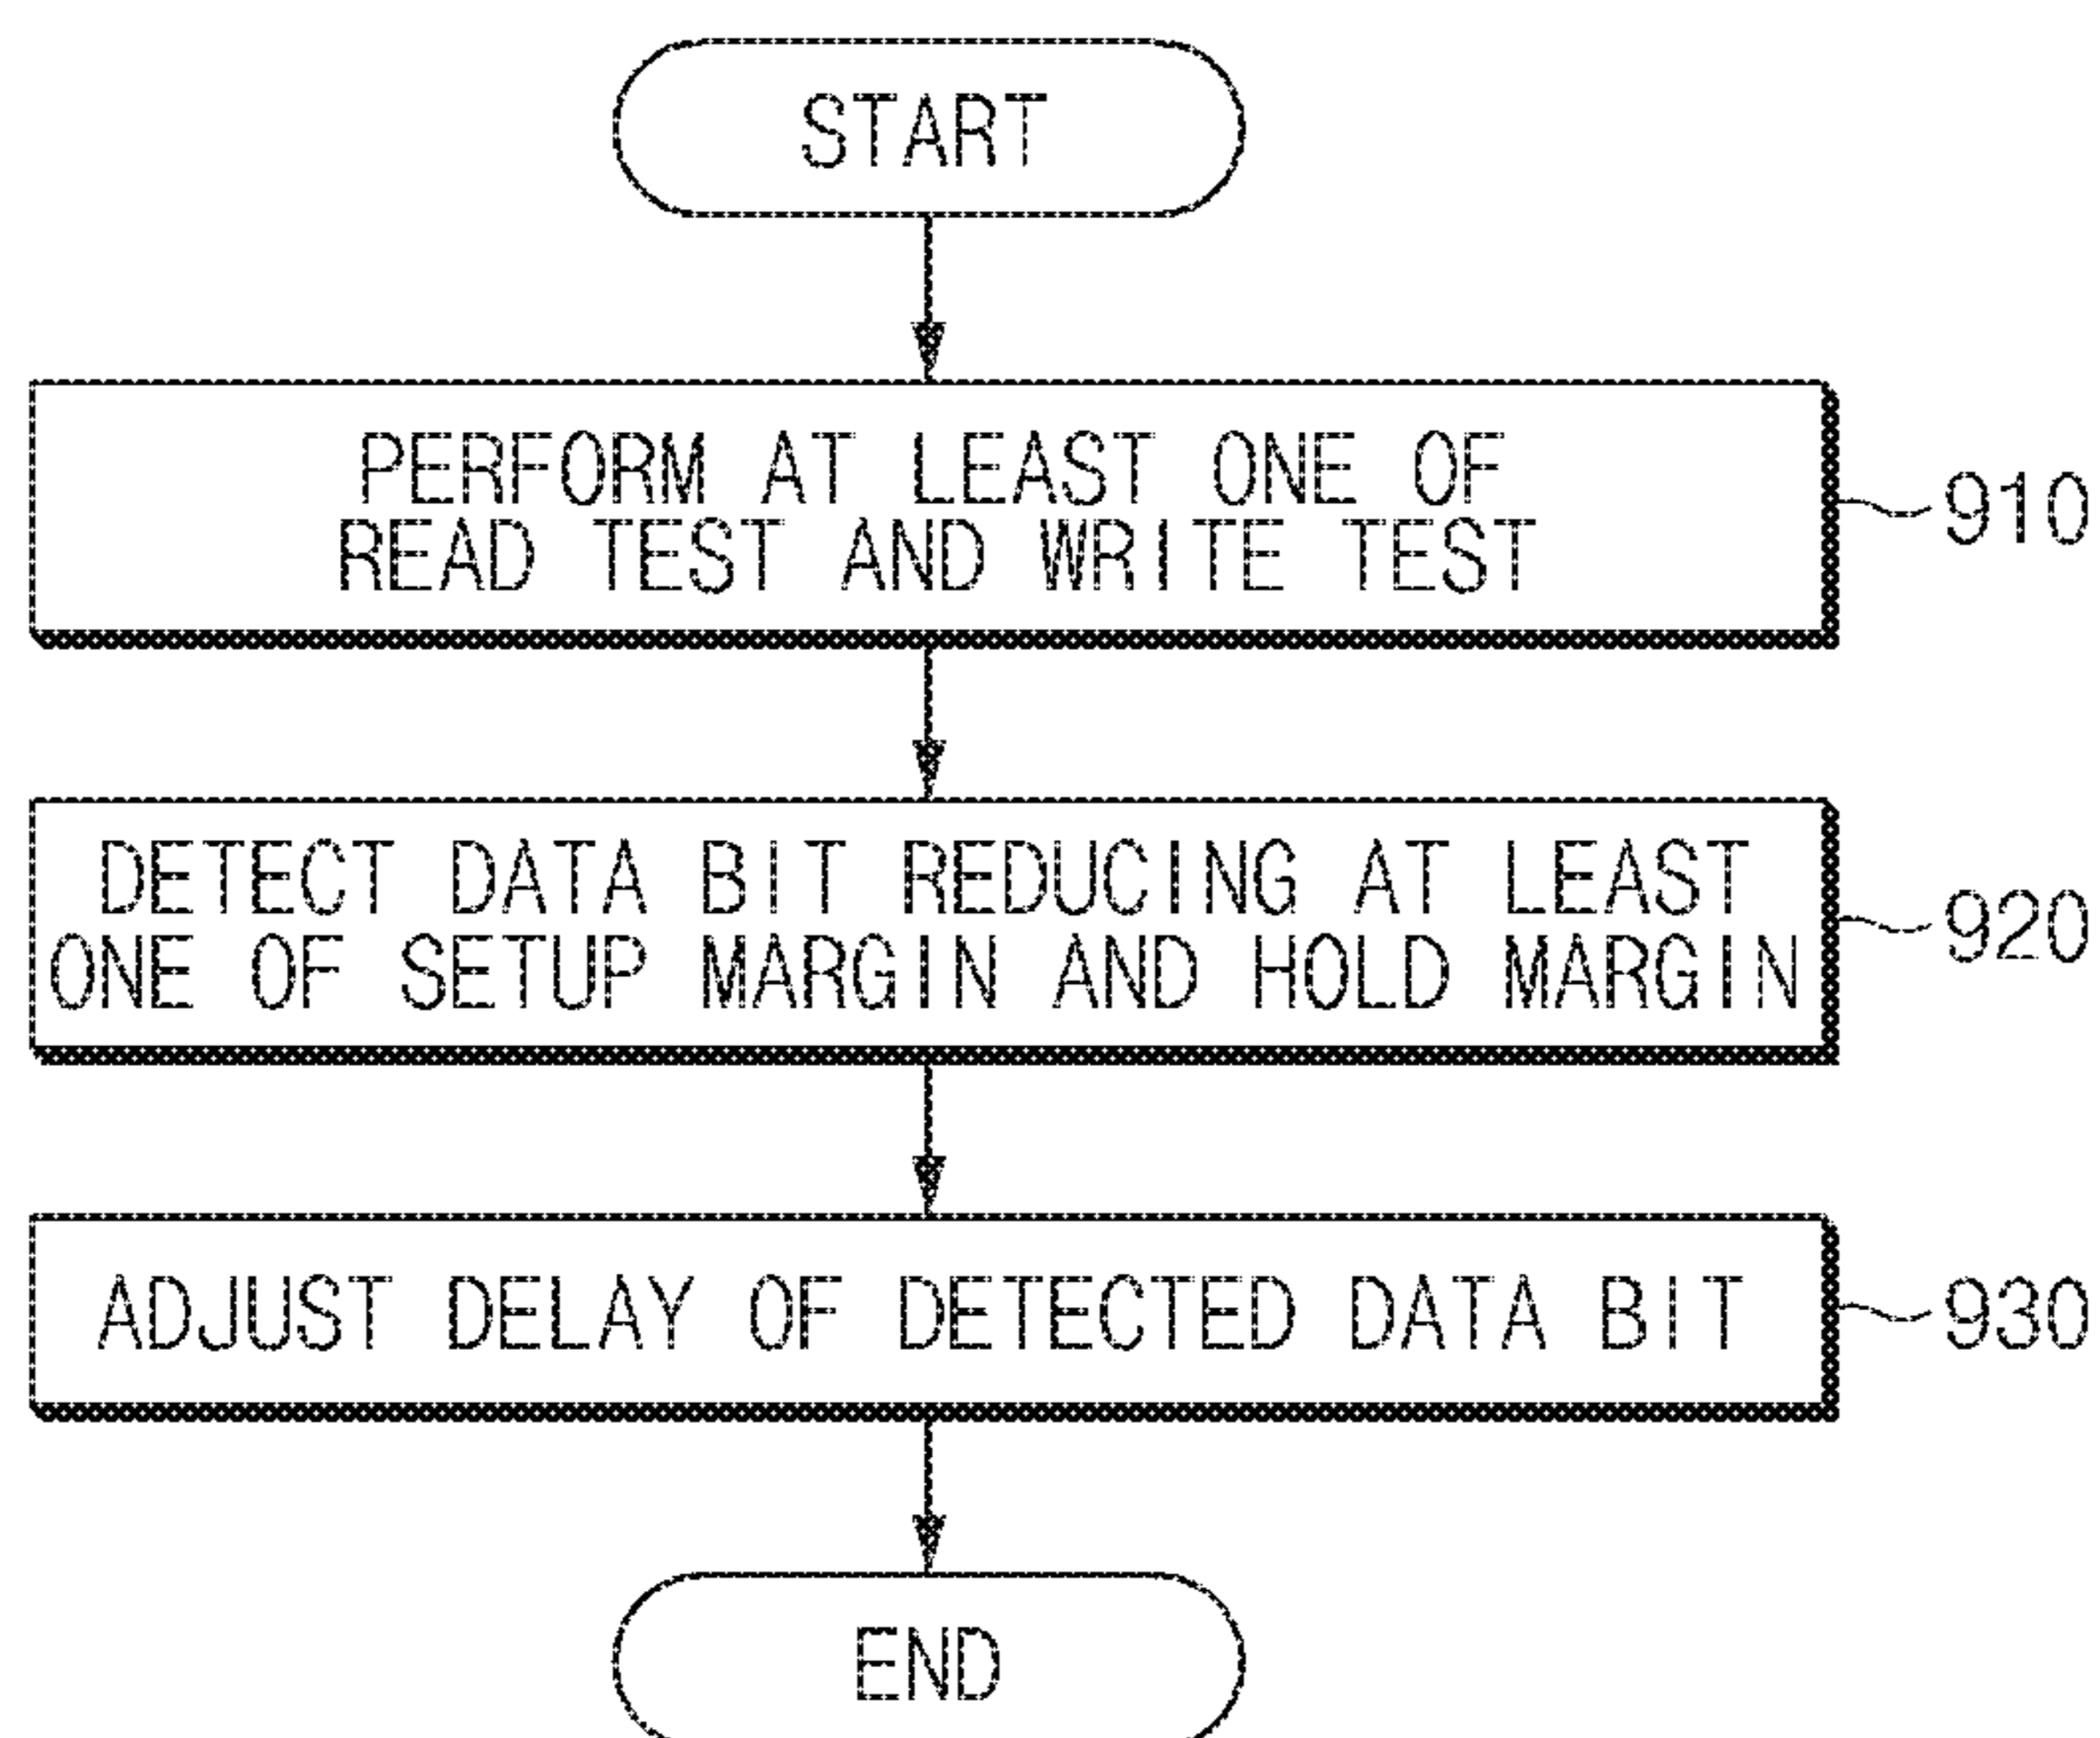 START
PERFORM AT LEAST ONE OF
READ TEST AND WRITE TEST
910
DETECT DATA BIT REDUCING AT LEAST
ONE OF SETUP MARGIN AND HOLD MARGIN
920
ADJUST DELAY OF DETECTED DATA BIT
930
END